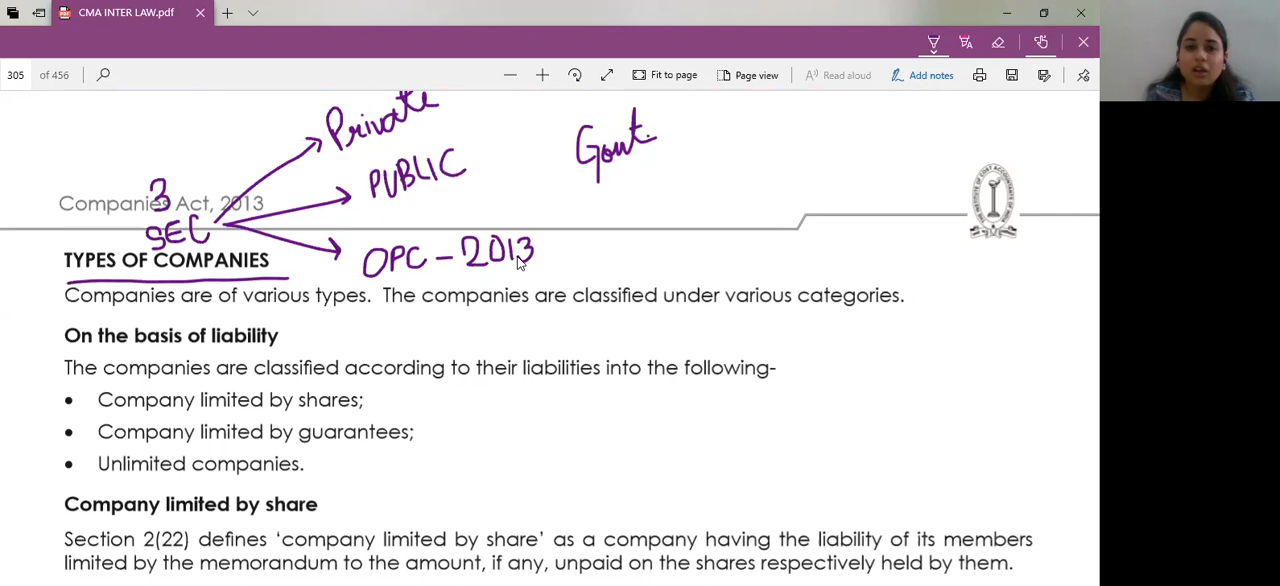 CMA INTER LAW.pdf
305 of 456
Fit to page
Page view
Read aloud
Add notes
Private
Govt.
PUBLIC
3
Companies Act, 2013
SEC
OPC - 2013
TYPES OF COMPANIES
Companies are of various types. The companies are classified under various categories.
On the basis of liability
The companies are classified according to their liabilities into the following-
• Company limited by shares;
• Company limited by guarantees;
• Unlimited companies.
Company limited by share
Section 2(22) defines ‘company limited by share’ as a company having the liability of its members
limited by the memorandum to the amount, if any, unpaid on the shares respectively held by them.